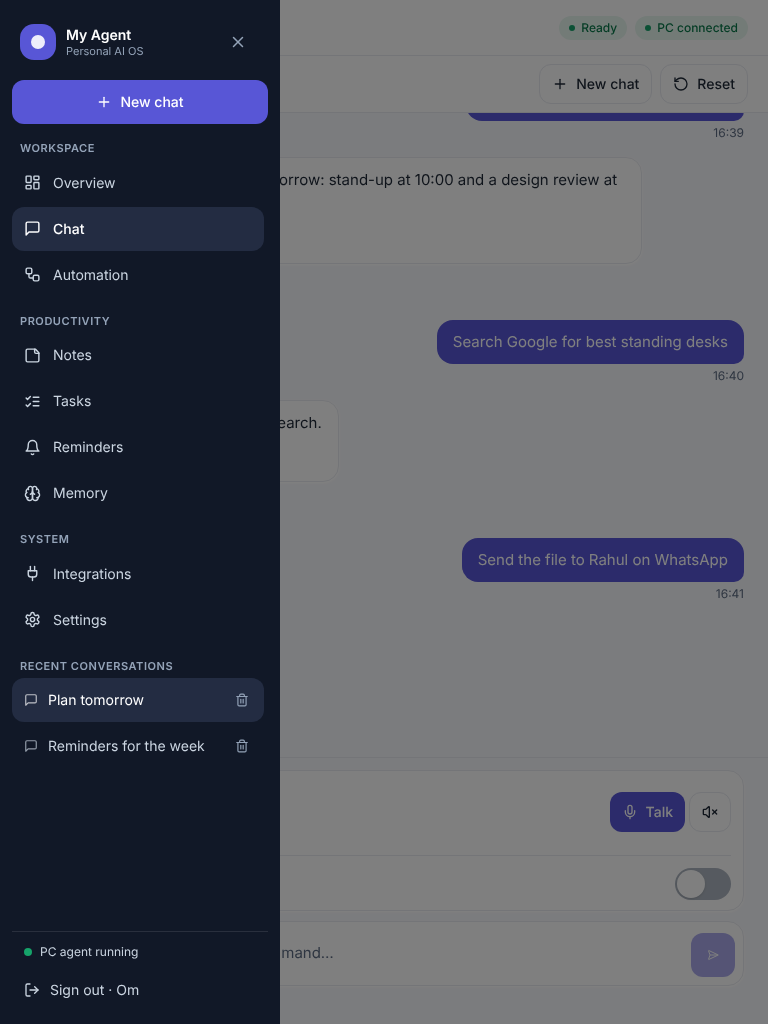 My Agent
Personal AI OS
New chat
WORKSPACE
Overview
Chat
Automation
PRODUCTIVITY
Notes
Tasks
Reminders
Memory
SYSTEM
Integrations
Settings
RECENT CONVERSATIONS
Plan tomorrow
Reminders for the week
PC agent running
Sign out · Om
Ready
PC connected
New chat
Reset
16:39
orrow: stand-up at 10:00 and a design review at
Search Google for best standing desks
16:40
earch.
Send the file to Rahul on WhatsApp
16:41
Talk
mand...